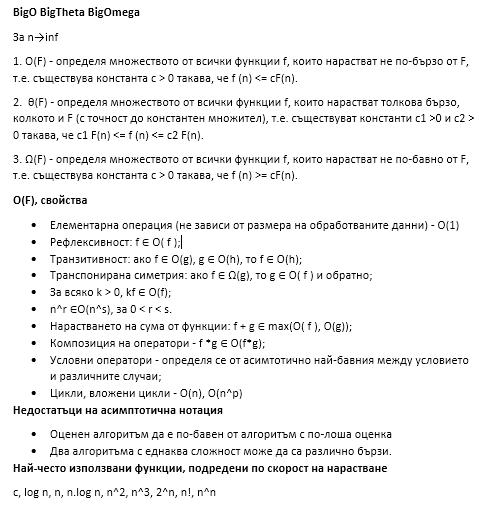 BigO BigTheta BigOmega
За n→inf
1. O(F) - определя множеството от всички функции f, които нарастват не по-бързо от F,
т.е. съществува константа c > 0 такава, че f (n) <= cF(n).
2. θ(F) - определя множеството от всички функции f, които нарастват толкова бързо,
колкото и F (с точност до константен множител), т.е. съществуват константи c1 >0 и c2 >
0 такава, че c1 F(n) <= f (n) <= c2 F(n).
3. Ω(F) - определя множеството от всички функции f, които нарастват не по-бавно от F,
т.е. съществува константа c > 0 такава, че f (n) >= cF(n).
O(F), свойства
• Елементарна операция (не зависи от размера на обработваните данни) - O(1)
• Рефлексивност: f ∈ O( f );
• Транзитивност: ако f ∈ O(g), g ∈ O(h), то f ∈ O(h);
• Транспонирана симетрия: ако f ∈ Ω(g), то g ∈ O( f ) и обратно;
• За всяко k > 0, kf ∈ O(f);
• n^r ∈O(n^s), за 0 < r < s.
• Нарастването на сума от функции: f + g ∈ max(O( f ), O(g));
• Композиция на оператори - f *g ∈ O(f*g);
• Условни оператори - определя се от асимтотично най-бавния между условието
и различните случаи;
• Цикли, вложени цикли - O(n), O(n^p)
Недостатъци на асимптотична нотация
• Оценен алгоритъм да е по-бавен от алгоритъм с по-лоша оценка
• Два алгоритъма с еднаква сложност може да са различно бързи.
Най-често използвани функции, подредени по скорост на нарастване
c, log n, n, n.log n, n^2, n^3, 2^n, n!, n^n